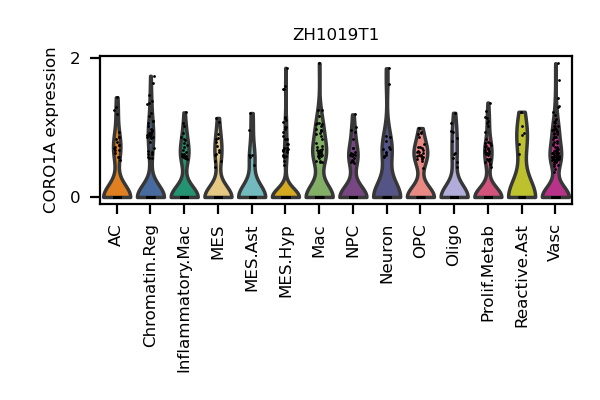 ZH1019T1
CORO1A expression
2
0
AC
Chromatin.Reg
Inflammatory.Mac
MES
MES.Ast
MES.Hyp
Mac
NPC
Neuron
OPC
Oligo
Prolif.Metab
Reactive.Ast
Vasc